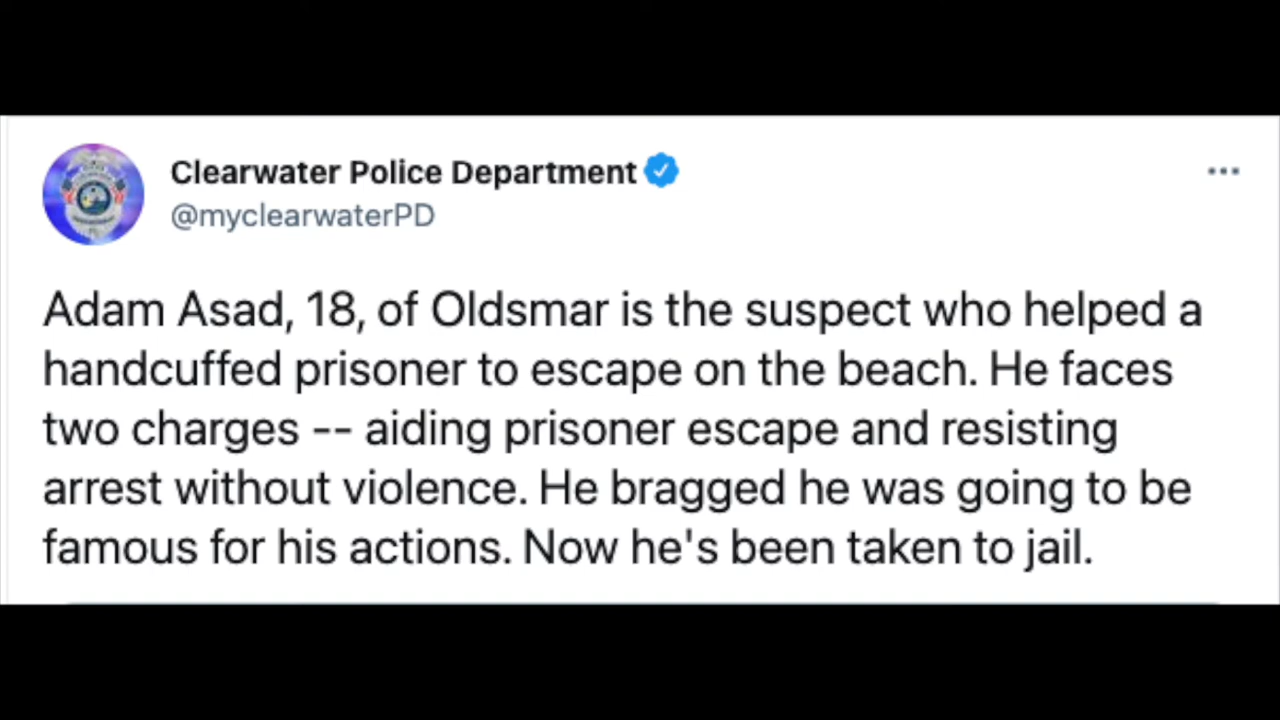 Clearwater Police Department
@myclearwaterPD
Adam Asad, 18, of Oldsmar is the suspect who helped a
handcuffed prisoner to escape on the beach. He faces
two charges -- aiding prisoner escape and resisting
arrest without violence. He bragged he was going to be
famous for his actions. Now he's been taken to jail.